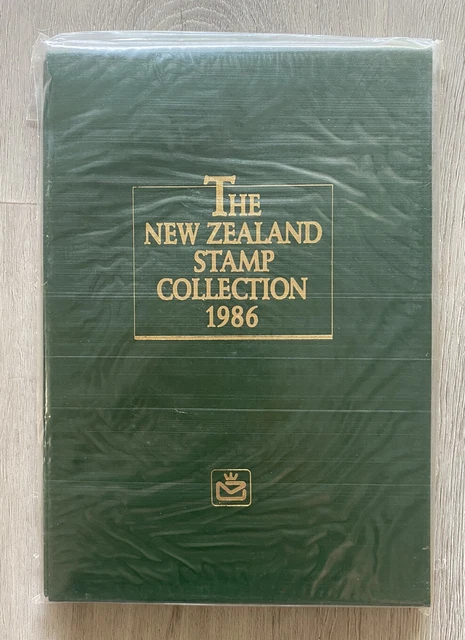 THE
NEW ZEALAND
STAMP
COLLECTION
1986